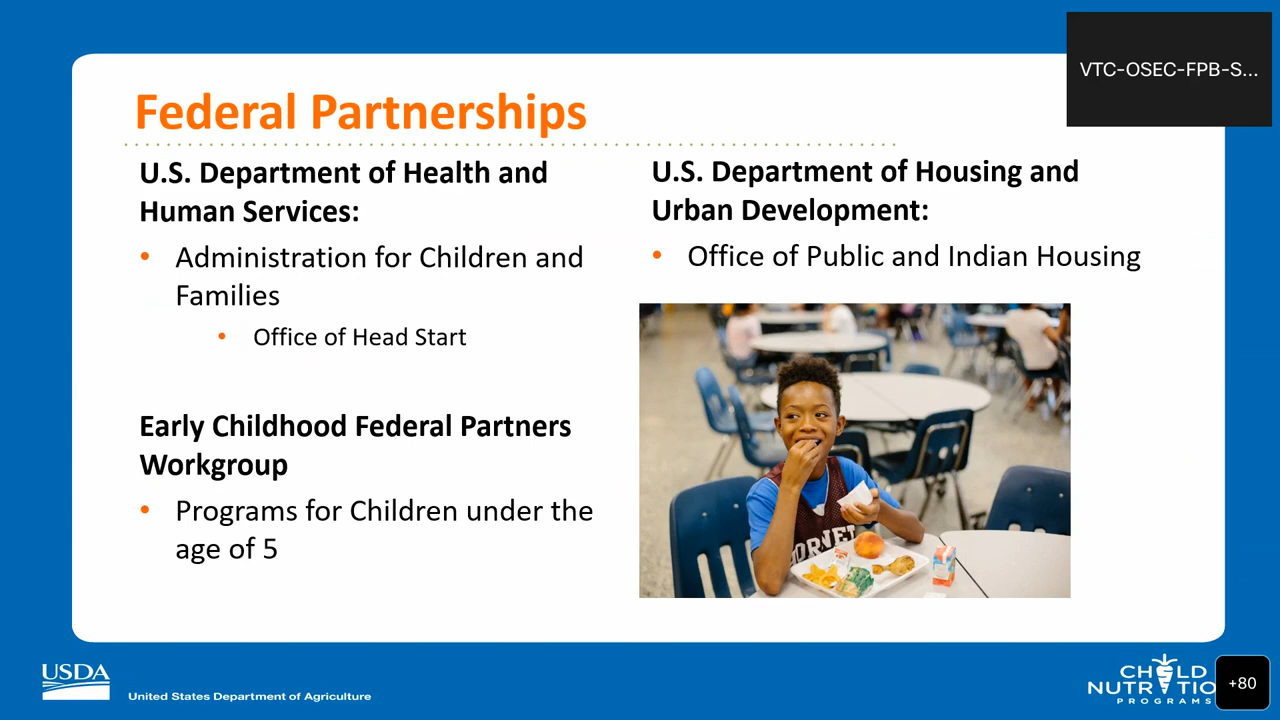 VTC-OSEC-FPB-S...
Federal Partnerships
U.S. Department of Health and
Human Services:
• Administration for Children and
Families
• Office of Head Start
Early Childhood Federal Partners
Workgroup
• Programs for Children under the
age of 5
U.S. Department of Housing and
Urban Development:
• Office of Public and Indian Housing
HORNET
USDA
United States Department of Agriculture
CHILD
NUTRITIO
PROGRAMS
+80